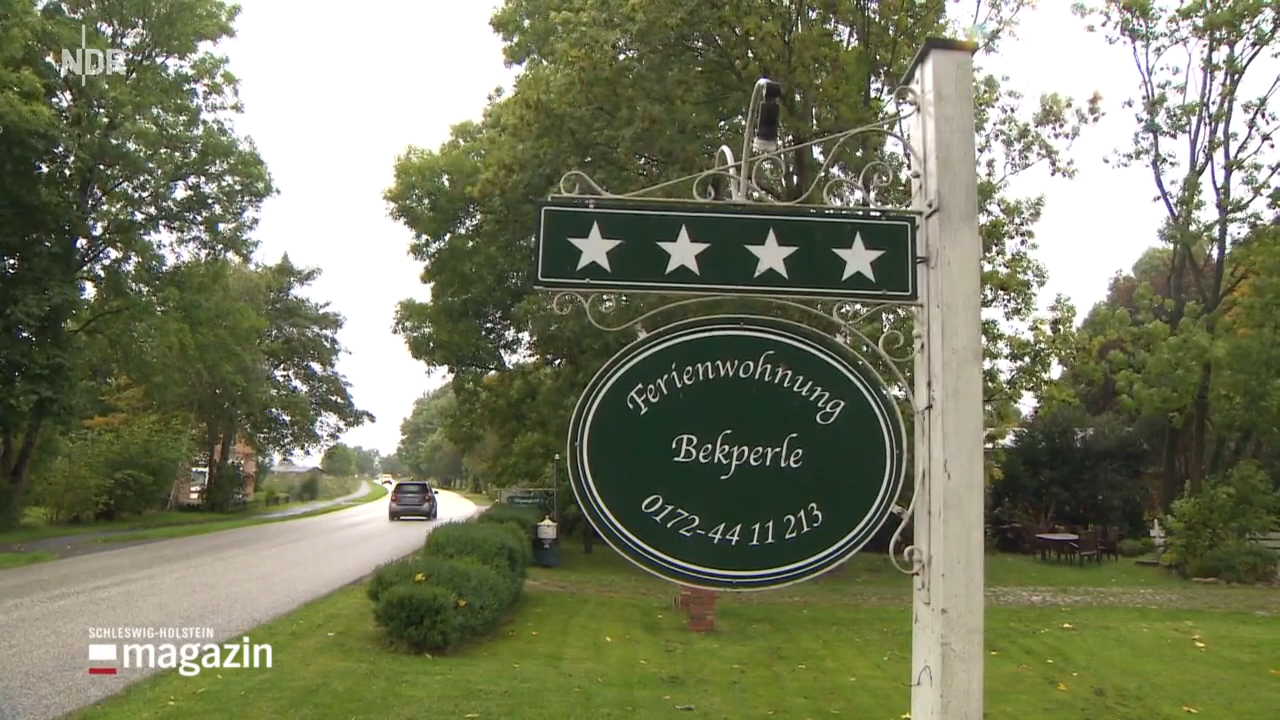 NDR
Ferienwohnung
Bekperle
0172-44 11 213
SCHLESWIG-HOLSTEIN
magazin